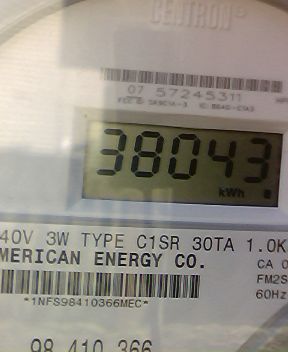 CENTRON®
07 57245311
38043
kWh
40V 3W TYPE C1SR 30TA 1.0K
MERICAN ENERGY CO.
CA 0
FM2S
60Hz
*1NFS98410366MEC*
98 410 366